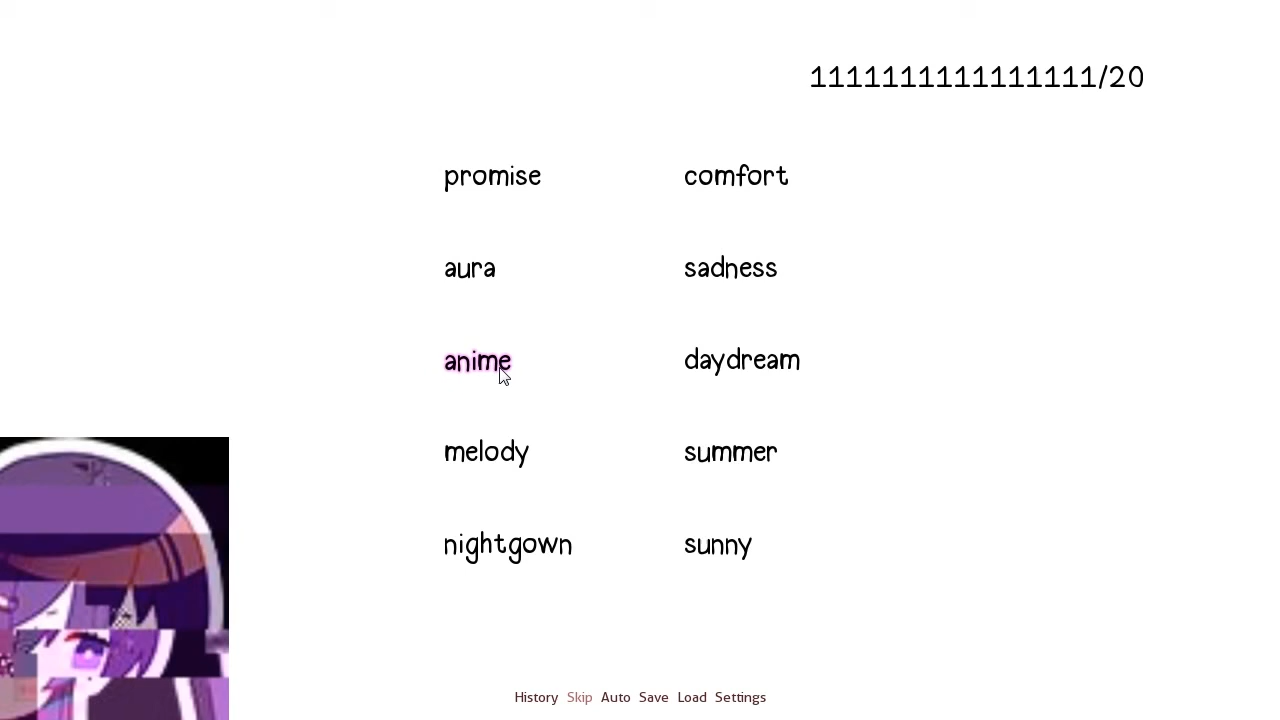 1111111111111111/20
promise comfort
aura sadness
anime daydream
melody summer
nightgown sunny
History Skip Auto Save Load Settings